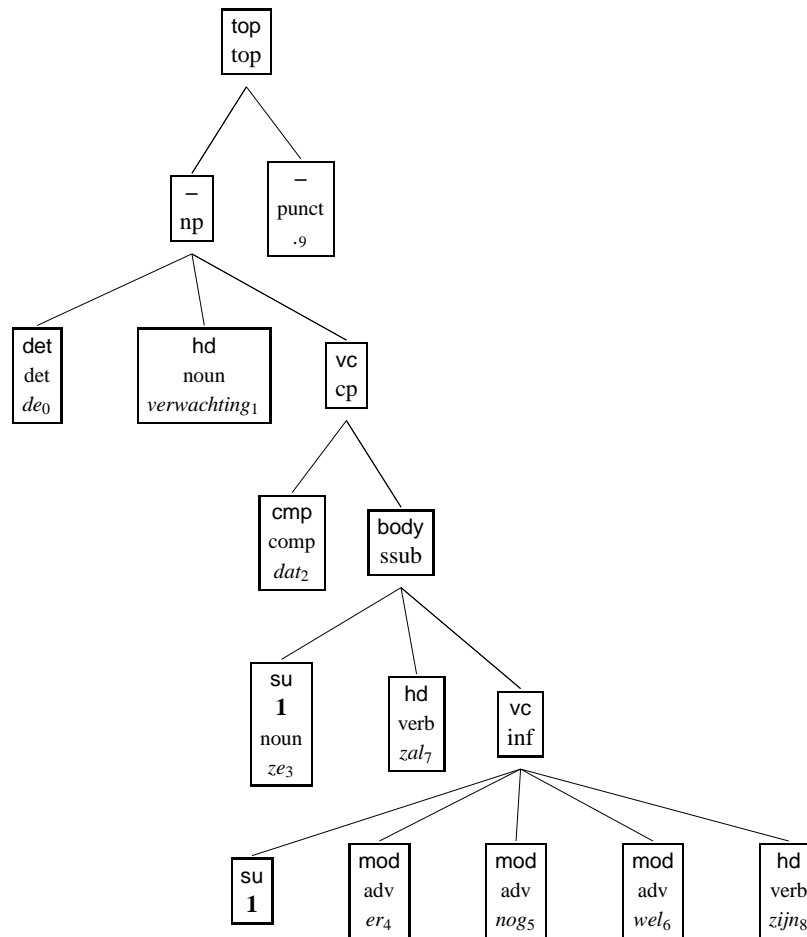 top
top
–
np
–
punct
.9
det
det
de0
hd
noun
verwachting1
vc
cp
cmp
comp
dat2
body
ssub
su
1
noun
ze3
hd
verb
zal7
vc
inf
su
1
mod
adv
er4
mod
adv
nog5
mod
adv
wel6
hd
verb
zijn8